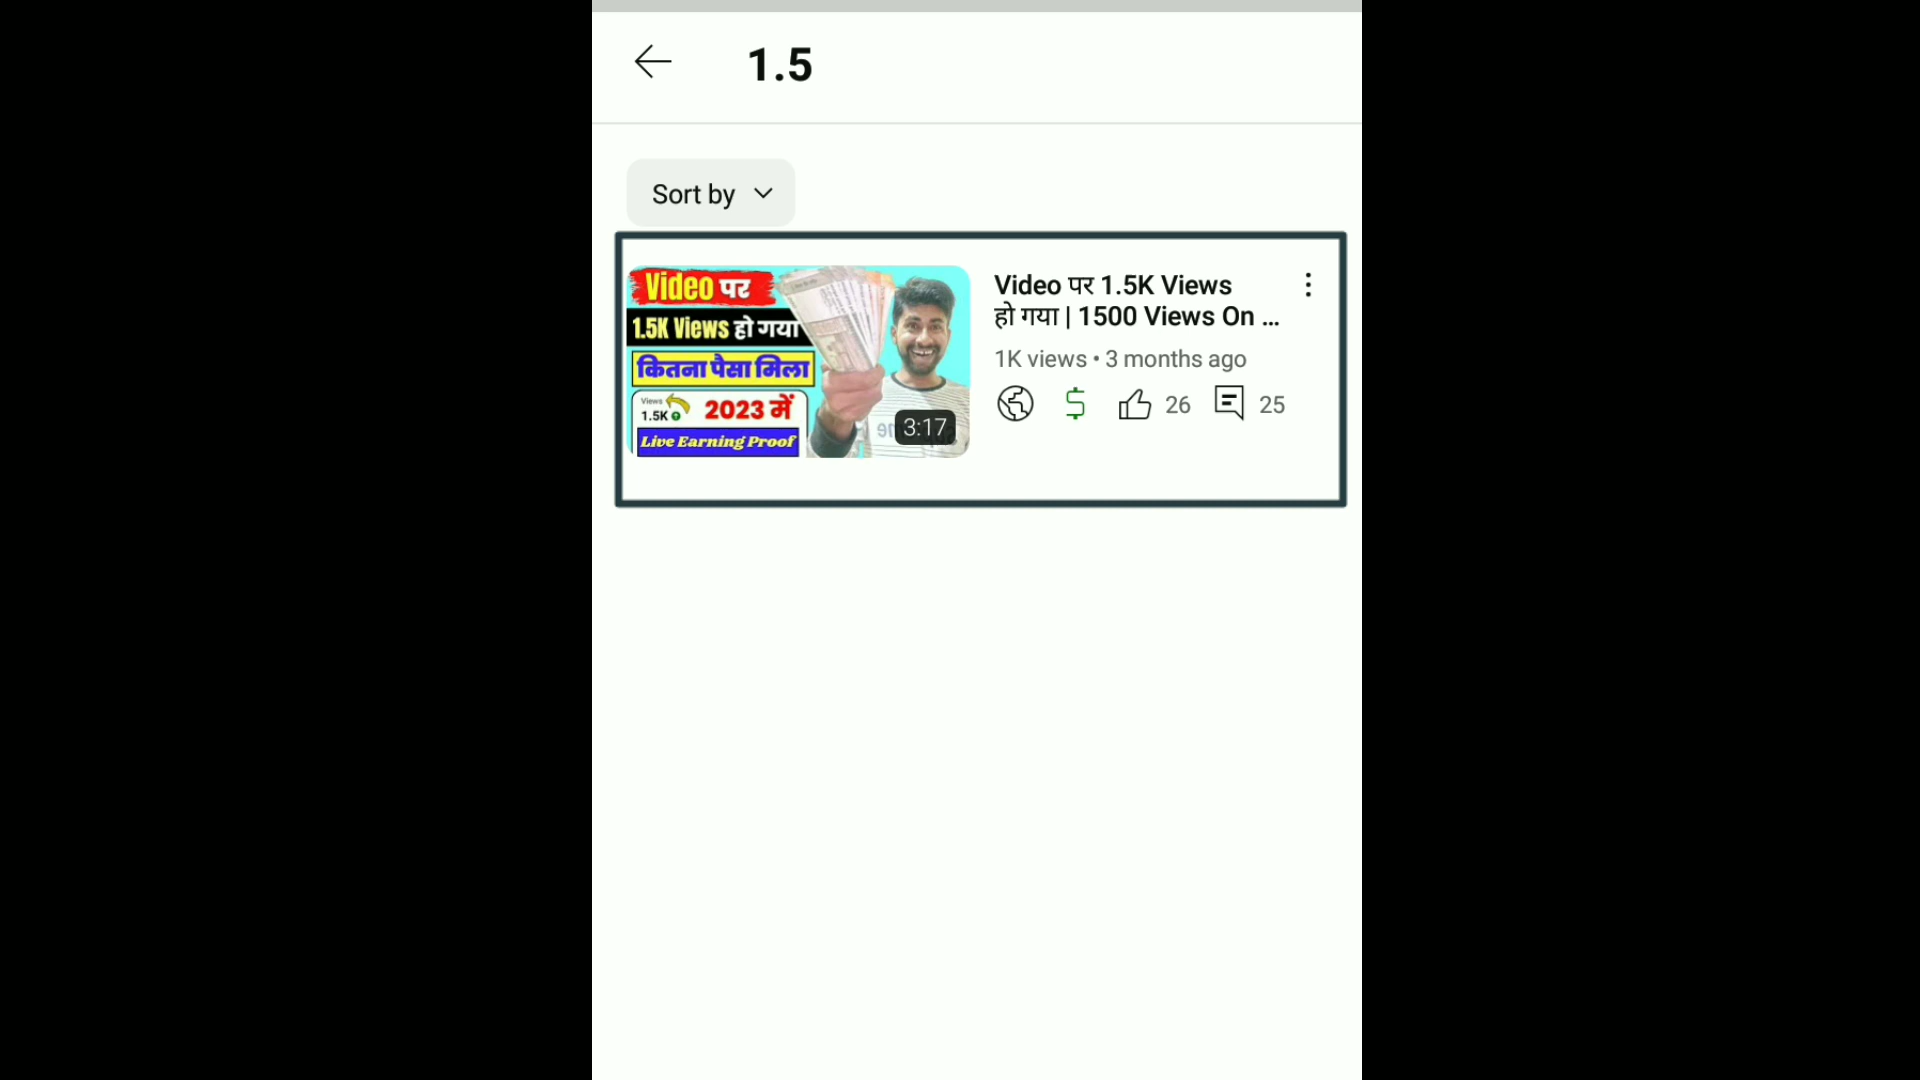 1.5
Sort by
Video पर
1.5K Views हो गया
कितना पैसा मिला
Views
1.5K
2023 में
Live Earning Proof
3:17
Video पर 1.5K Views
हो गया | 1500 Views On ...
1K views • 3 months ago
26
25